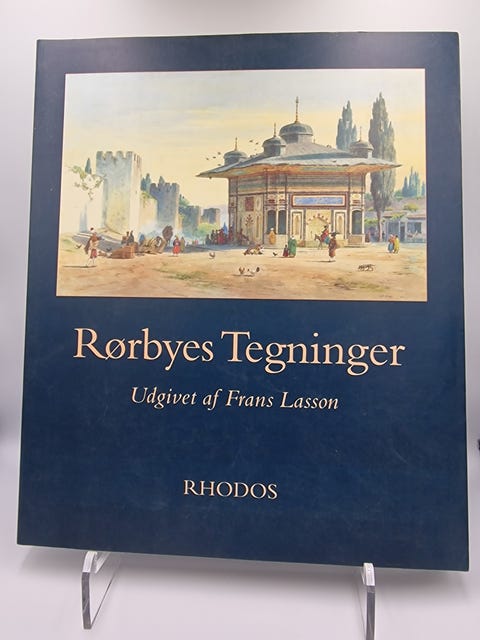 Rørbyes Tegninger
Udgivet af Frans Lasson
RHODOS